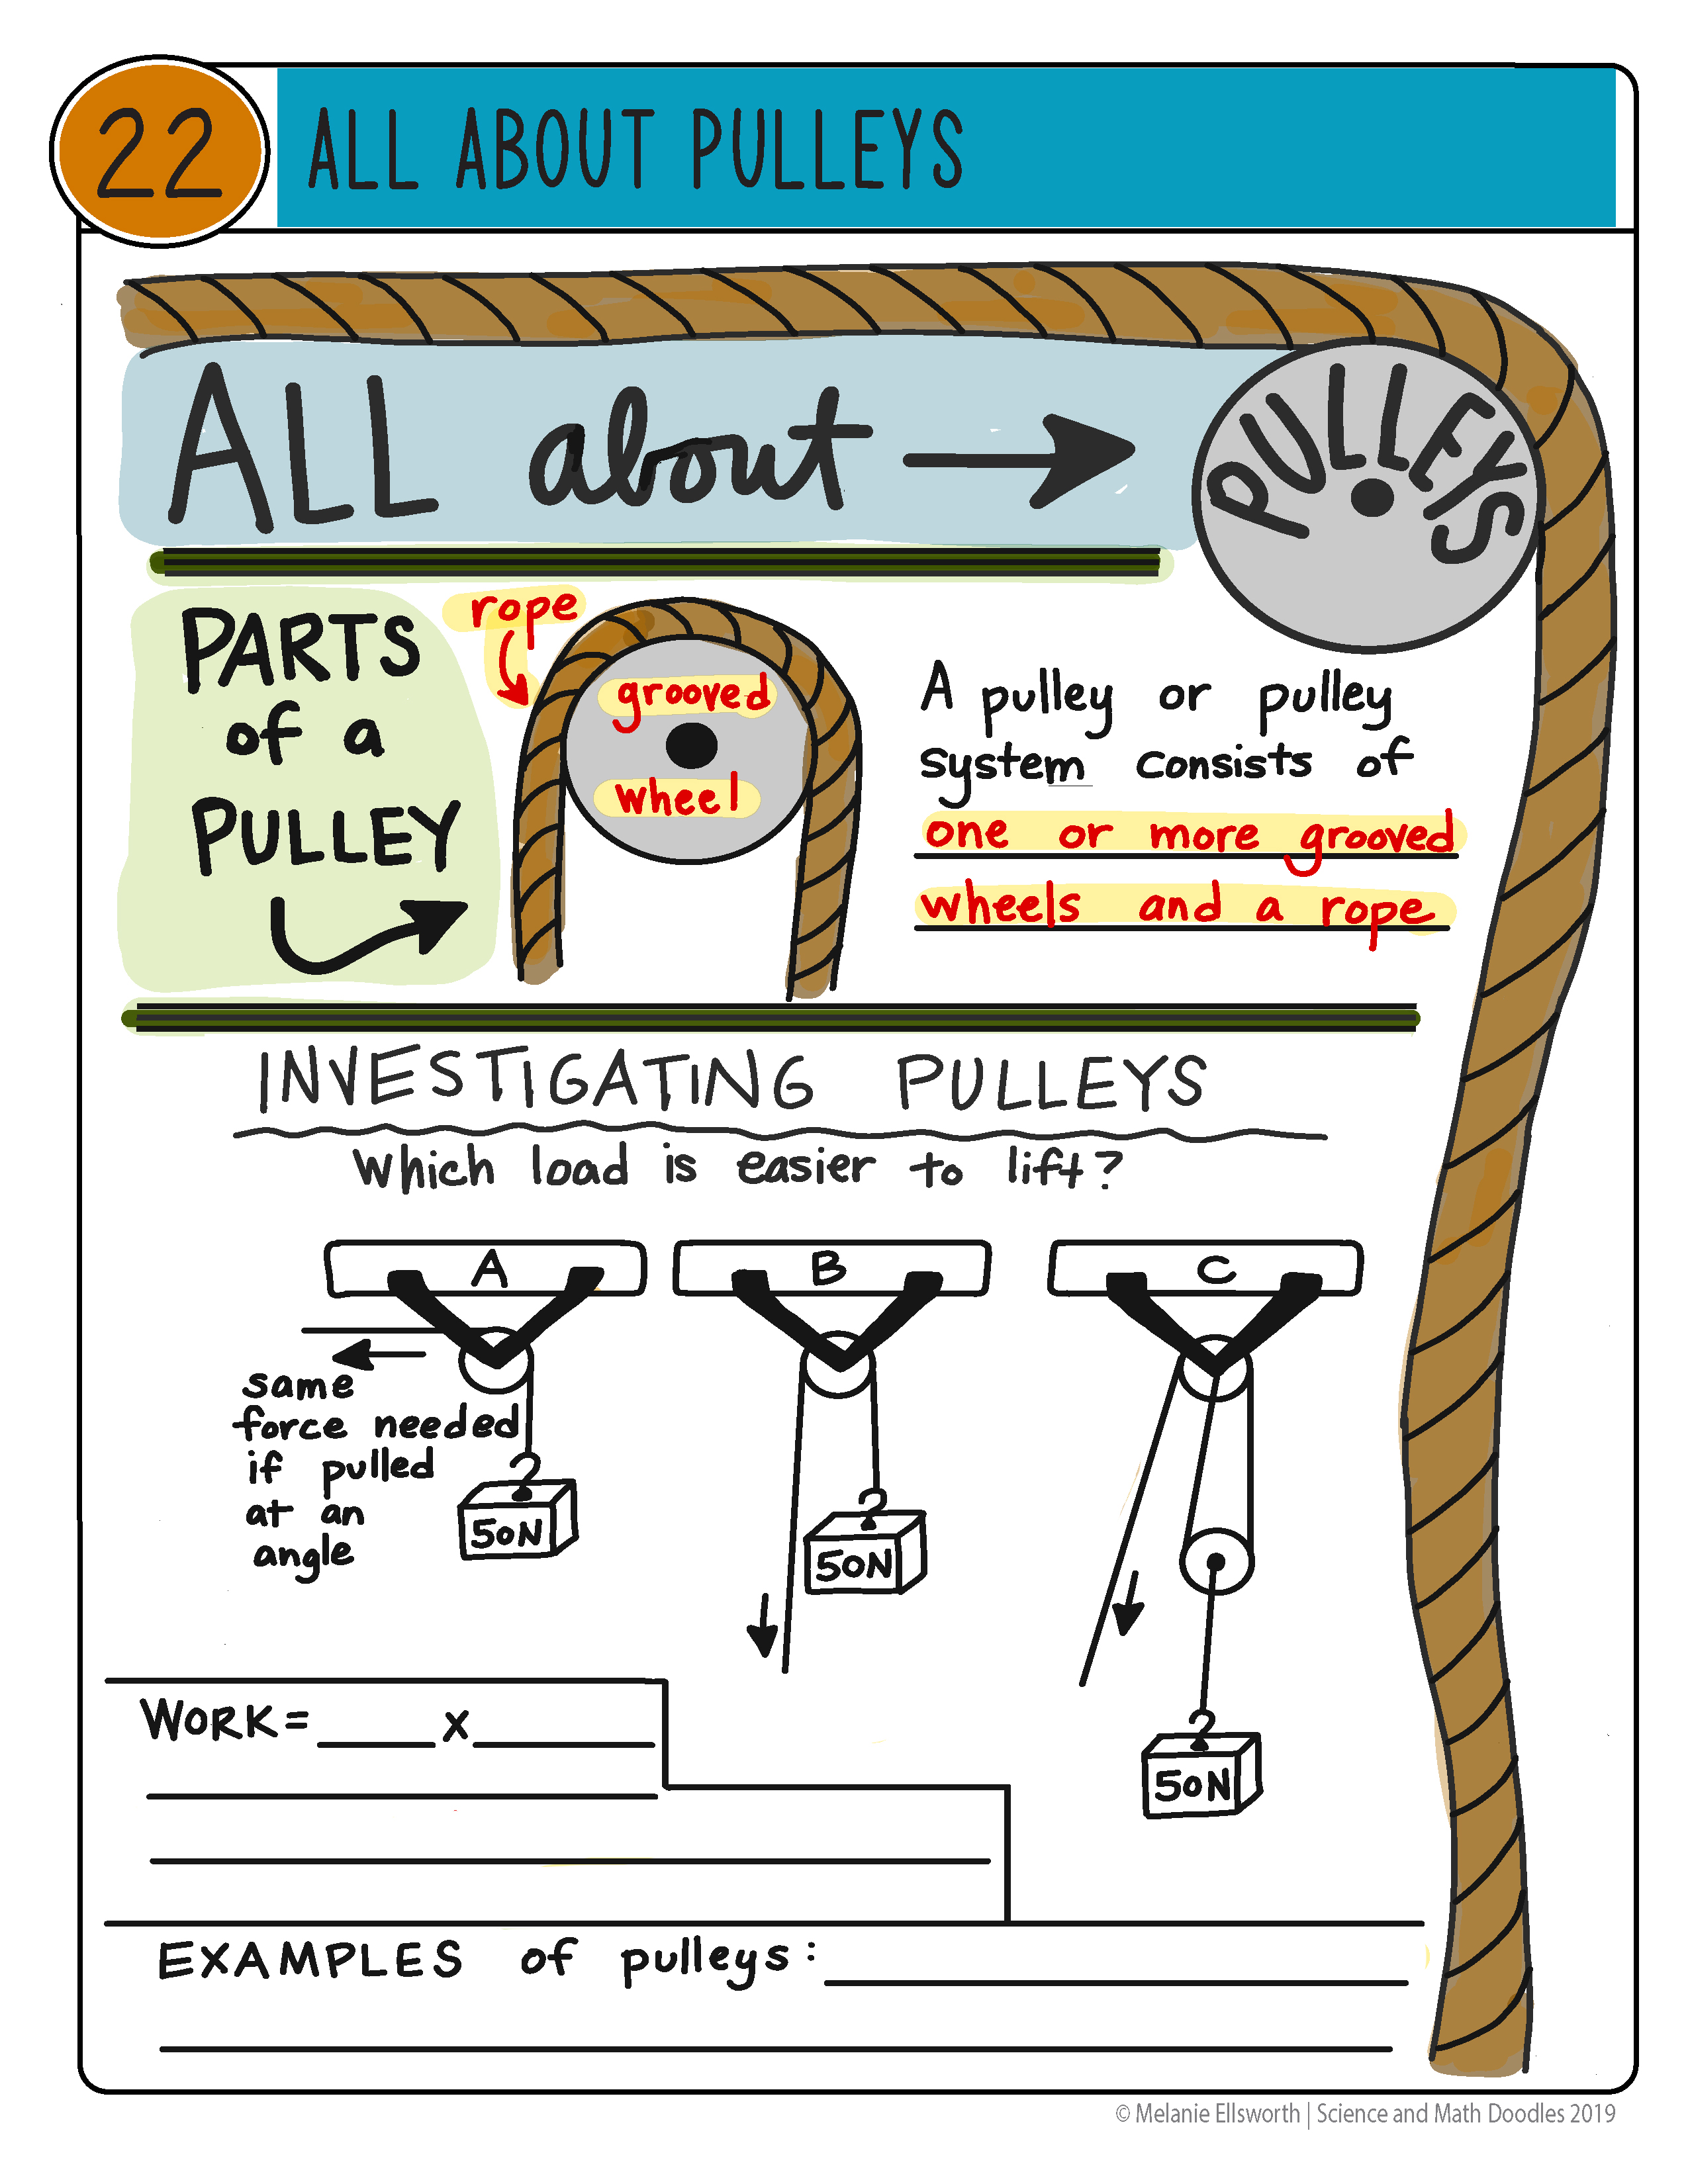 22
ALL ABOUT PULLEYS
ALL about
PULLEYS
PARTS
of a
PULLEY
rope
grooved
wheel
A pulley or pulley
system consists of
one or more grooved
wheels and a rope
INVESTIGATING PULLEYS
Which load is easier to lift?
A
B
C
same
force needed
if pulled
at an
angle
50N
50N
50N
WORK = ____ x ____
EXAMPLES of pulleys:
© Melanie Ellsworth | Science and Math Doodles 2019